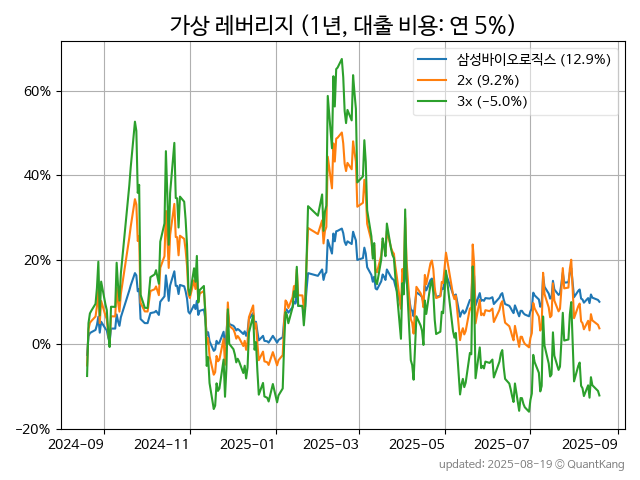 가상 레버리지 (1년, 대출 비용: 연 5%)
삼성바이오로직스 (12.9%)
2x (9.2%)
3x (−5.0%)
60%
40%
20%
0%
−20%
2024-09 2024-11 2025-01 2025-03 2025-05 2025-07 2025-09
updated: 2025-08-19 © QuantKang